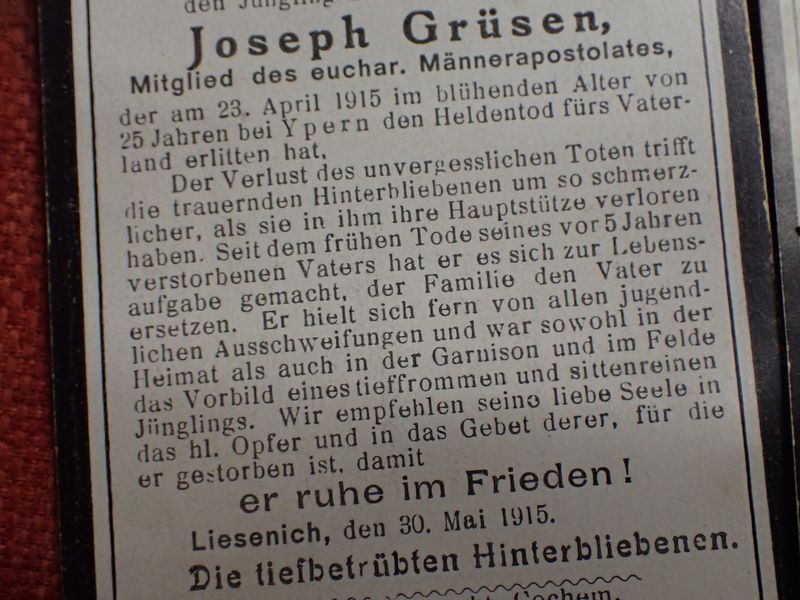 den Jüngling
Joseph Grüsen,
Mitglied des euchar. Männerapostolates,
der am 23. April 1915 im blühenden Alter von
25 Jahren bei Ypern den Heldentod fürs Vater-
land erlitten hat.
Der Verlust des unvergesslichen Toten trifft
die trauernden Hinterbliebenen um so schmerz-
licher, als sie in ihm ihre Hauptstütze verloren
haben. Seit dem frühen Tode seines vor 5 Jahren
verstorbenen Vaters hat er es sich zur Lebens-
aufgabe gemacht, der Familie den Vater zu
ersetzen. Er hielt sich fern von allen jugend-
lichen Ausschweifungen und war sowohl in der
Heimat als auch in der Garnison und im Felde
das Vorbild eines tieffrommen und sittenreinen
Jünglings. Wir empfehlen seine liebe Seele in
das hl. Opfer und in das Gebet derer, für die
er gestorben ist, damit
er ruhe im Frieden!
Liesenich, den 30. Mai 1915.
Die tiefbetrübten Hinterbliebenen.
Cochem.